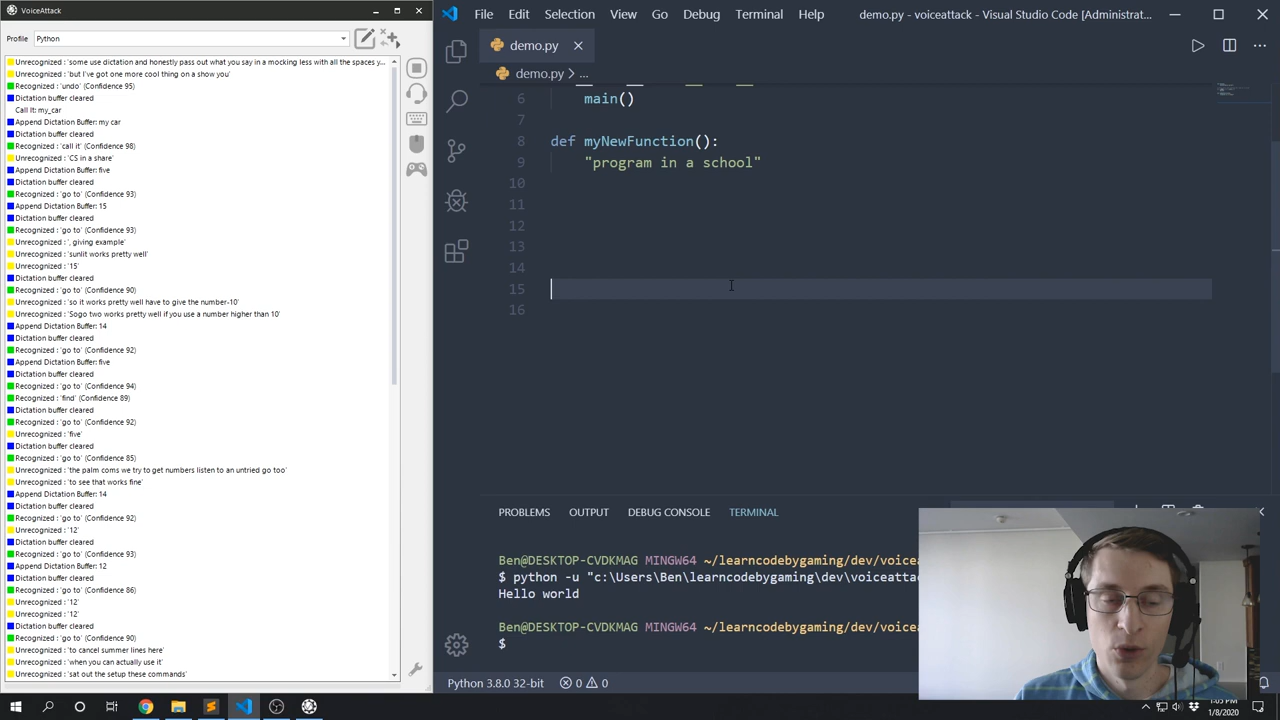 VoiceAttack
Profile Python
Unrecognized : 'some use dictation and honestly pass out what you say in a mocking less with all the spaces y...
Unrecognized : 'but I've got one more cool thing on a show you'
Recognized : 'undo' (Confidence 95)
Dictation buffer cleared
Call It: my_car
Append Dictation Buffer: my car
Dictation buffer cleared
Recognized : 'call it' (Confidence 98)
Unrecognized : 'CS in a share'
Append Dictation Buffer: five
Dictation buffer cleared
Recognized : 'go to' (Confidence 93)
Append Dictation Buffer: 15
Dictation buffer cleared
Recognized : 'go to' (Confidence 93)
Unrecognized : ', giving example'
Unrecognized : 'sunlit works pretty well'
Unrecognized : '15'
Dictation buffer cleared
Recognized : 'go to' (Confidence 90)
Unrecognized : 'so it works pretty well have to give the number-10'
Unrecognized : 'Sogo two works pretty well if you use a number higher than 10'
Append Dictation Buffer: 14
Dictation buffer cleared
Recognized : 'go to' (Confidence 92)
Append Dictation Buffer: five
Dictation buffer cleared
Recognized : 'go to' (Confidence 94)
Recognized : 'find' (Confidence 89)
Dictation buffer cleared
Recognized : 'go to' (Confidence 92)
Unrecognized : 'five'
Dictation buffer cleared
Recognized : 'go to' (Confidence 85)
Unrecognized : 'the palm coms we try to get numbers listen to an untried go too'
Unrecognized : 'to see that works fine'
Append Dictation Buffer: 14
Dictation buffer cleared
Recognized : 'go to' (Confidence 92)
Unrecognized : '12'
Dictation buffer cleared
Recognized : 'go to' (Confidence 93)
Append Dictation Buffer: 12
Dictation buffer cleared
Recognized : 'go to' (Confidence 86)
Unrecognized : '12'
Unrecognized : '12'
Dictation buffer cleared
Recognized : 'go to' (Confidence 90)
Unrecognized : 'to cancel summer lines here'
Unrecognized : 'when you can actually use it'
Unrecognized : 'sat out the setup these commands'
File Edit Selection View Go Debug Terminal Help demo.py - voiceattack - Visual Studio Code [Administrat...
demo.py
demo.py > ...
6 main()
7
8 def myNewFunction():
9 "program in a school"
10
11
12
13
14
15
16
PROBLEMS OUTPUT DEBUG CONSOLE TERMINAL
Ben@DESKTOP-CVDKMAG MINGW64 ~/learncodebygaming/dev/voiceatta
$ python -u "c:\Users\Ben\learncodebygaming\dev\voiceattac
Hello world
Ben@DESKTOP-CVDKMAG MINGW64 ~/learncodebygaming/dev/voiceatta
$
Python 3.8.0 32-bit 0 0
1:05 PM
1/8/2020